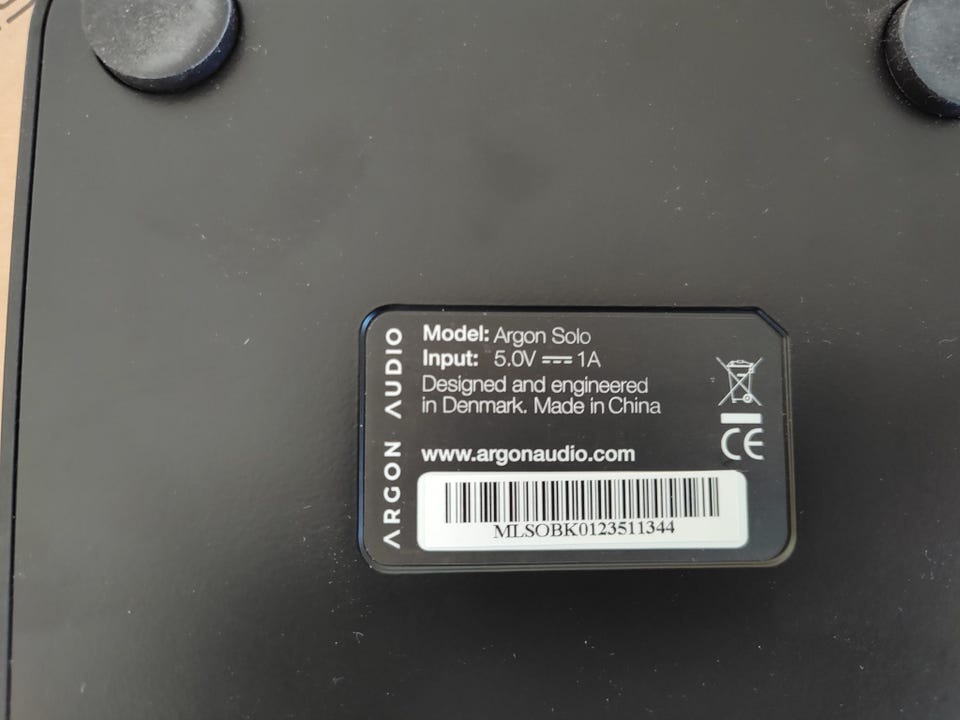 ARGON AUDIO
Model: Argon Solo
Input: 5.0V ⎓ 1A
Designed and engineered
in Denmark. Made in China
www.argonaudio.com
CE
MLSOBK0123511344